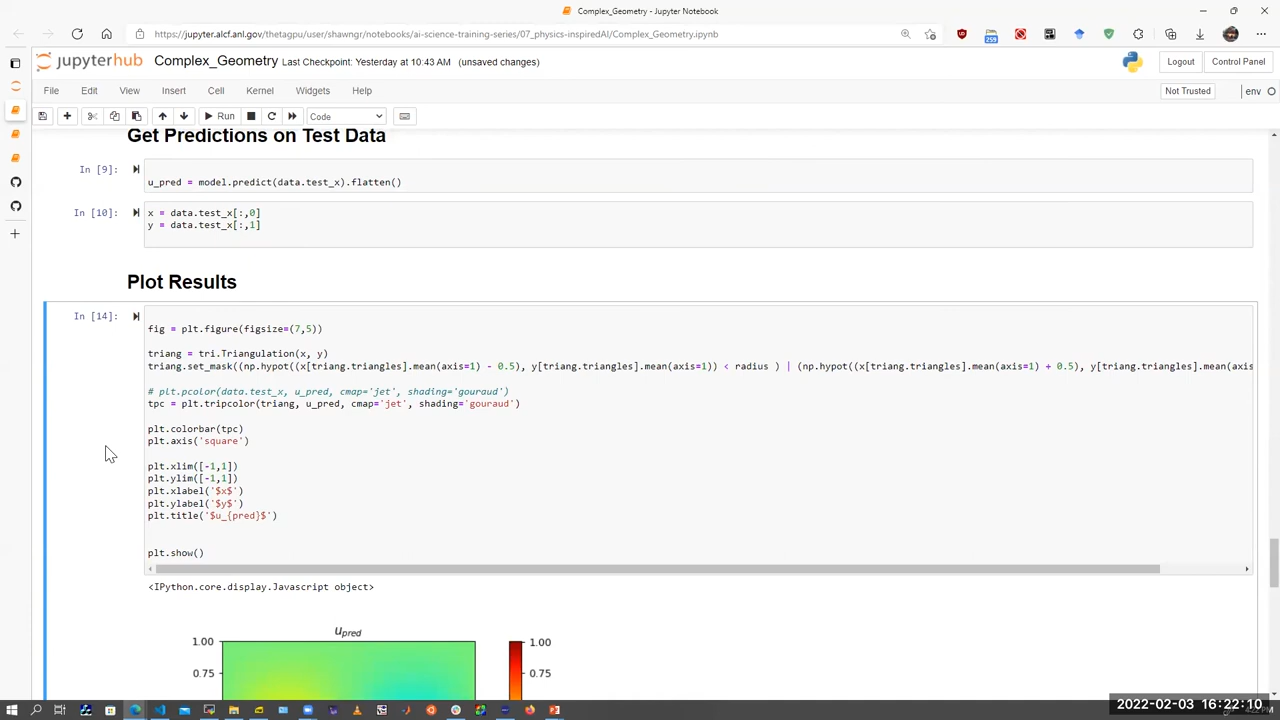 Complex_Geometry - Jupyter Notebook
https://jupyter.alcf.anl.gov/thetagpu/user/shawngr/notebooks/ai-science-training-series/07_physics-inspiredAI/Complex_Geometry.ipynb
259
jupyterhub Complex_Geometry Last Checkpoint: Yesterday at 10:43 AM (unsaved changes)
Logout Control Panel
File Edit View Insert Cell Kernel Widgets Help
Not Trusted env
Run Code
Get Predictions on Test Data
In [9]:
u_pred = model.predict(data.test_x).flatten()
In [10]: x = data.test_x[:,0]
y = data.test_x[:,1]
Plot Results
In [14]:
fig = plt.figure(figsize=(7,5))
triang = tri.Triangulation(x, y)
triang.set_mask((np.hypot((x[triang.triangles].mean(axis=1) - 0.5), y[triang.triangles].mean(axis=1)) < radius ) | (np.hypot((x[triang.triangles].mean(axis=1) + 0.5), y[triang.triangles].mean(axis
# plt.pcolor(data.test_x, u_pred, cmap='jet', shading='gouraud')
tpc = plt.tripcolor(triang, u_pred, cmap='jet', shading='gouraud')
plt.colorbar(tpc)
plt.axis('square')
plt.xlim([-1,1])
plt.ylim([-1,1])
plt.xlabel('$x$')
plt.ylabel('$y$')
plt.title('$u_{pred}$')
plt.show()
<IPython.core.display.Javascript object>
u_pred
1.00 1.00
0.75 0.75
2022-02-03 16:22:10